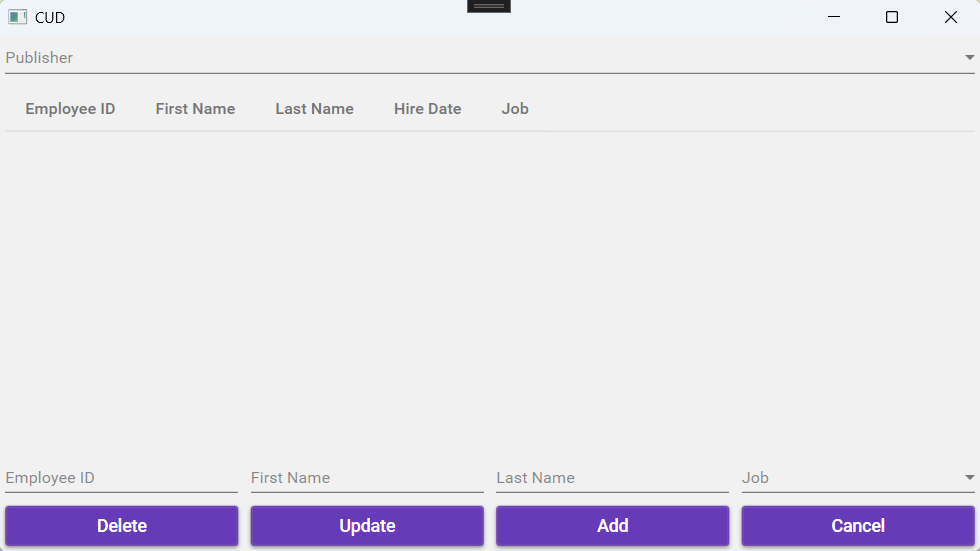 CUD
Publisher
Employee ID First Name Last Name Hire Date Job
Employee ID First Name Last Name Job
Delete Update Add Cancel